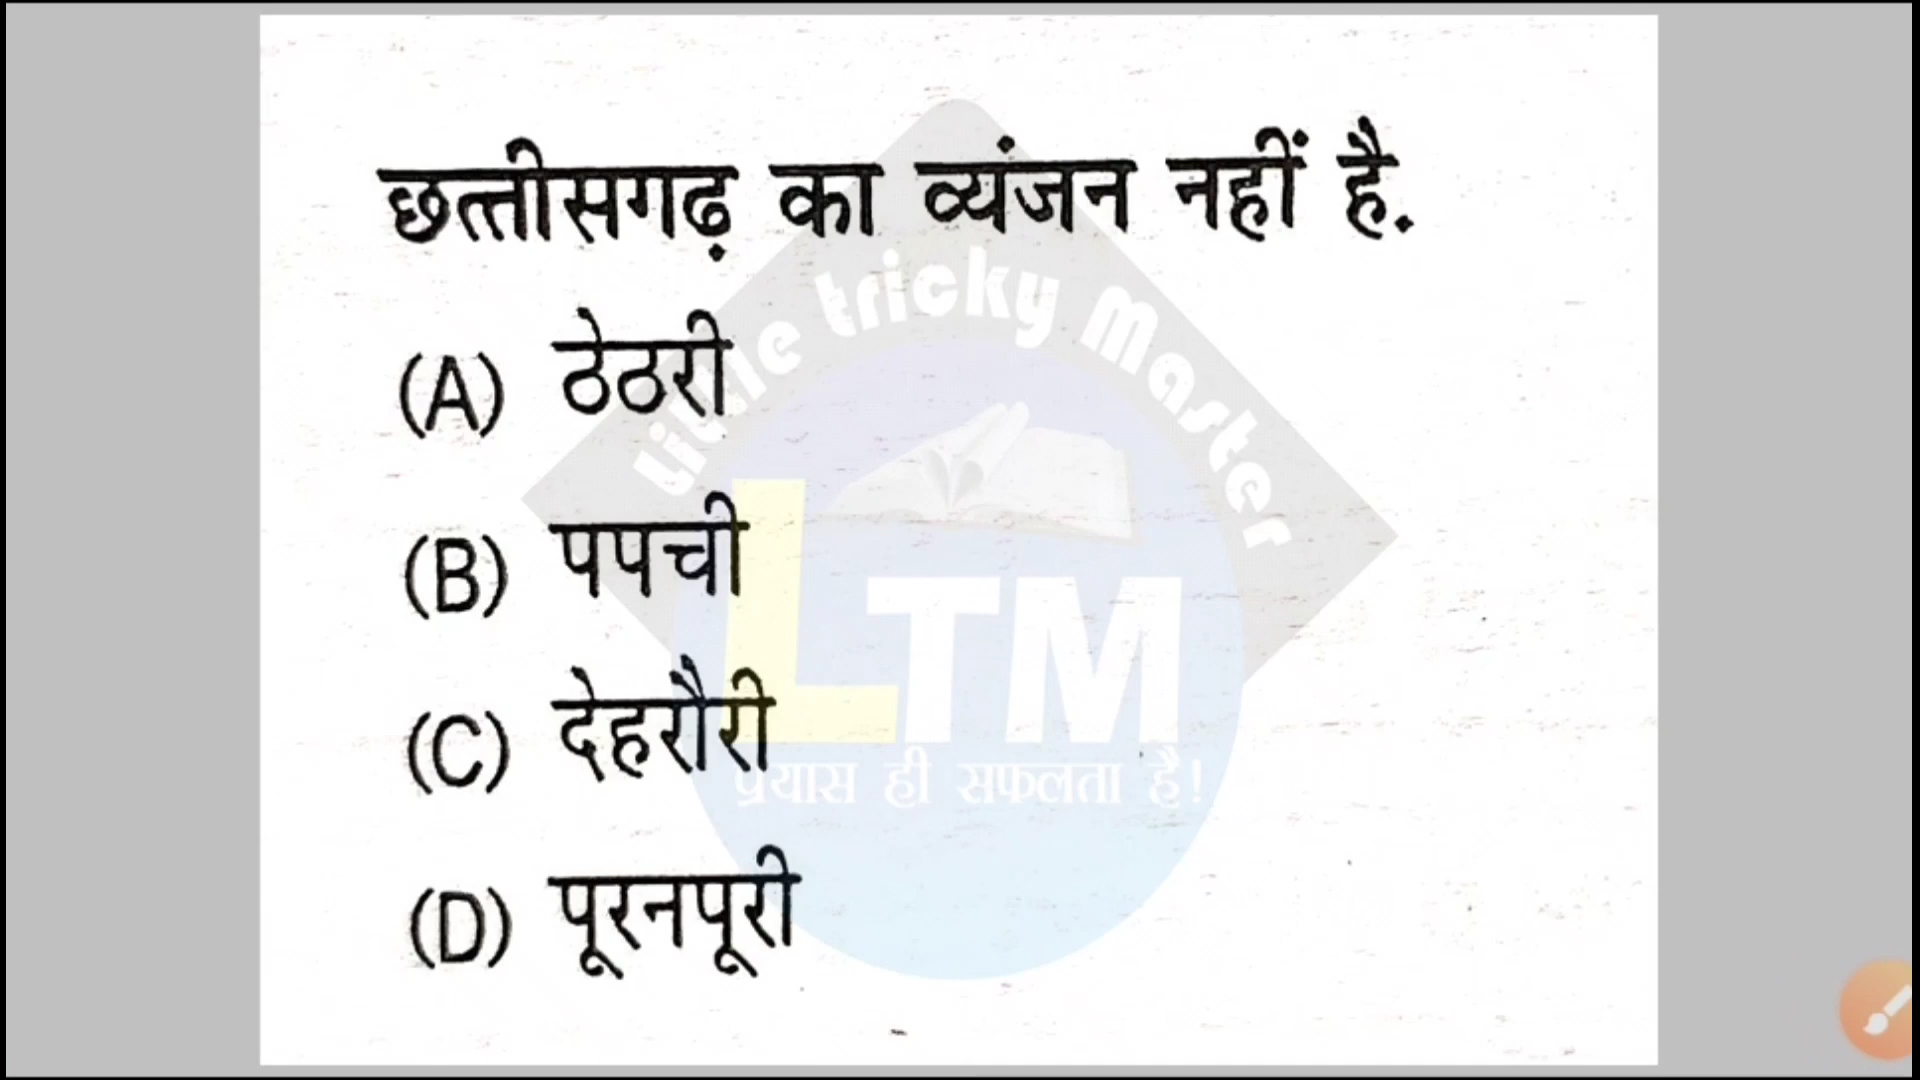 छत्तीसगढ़ का व्यंजन नहीं है.
Little tricky Master
(A) ठेठरी
(B) पपची
(C) देहरौरी
LTM
प्रयास ही सफलता है!
(D) पूरनपूरी